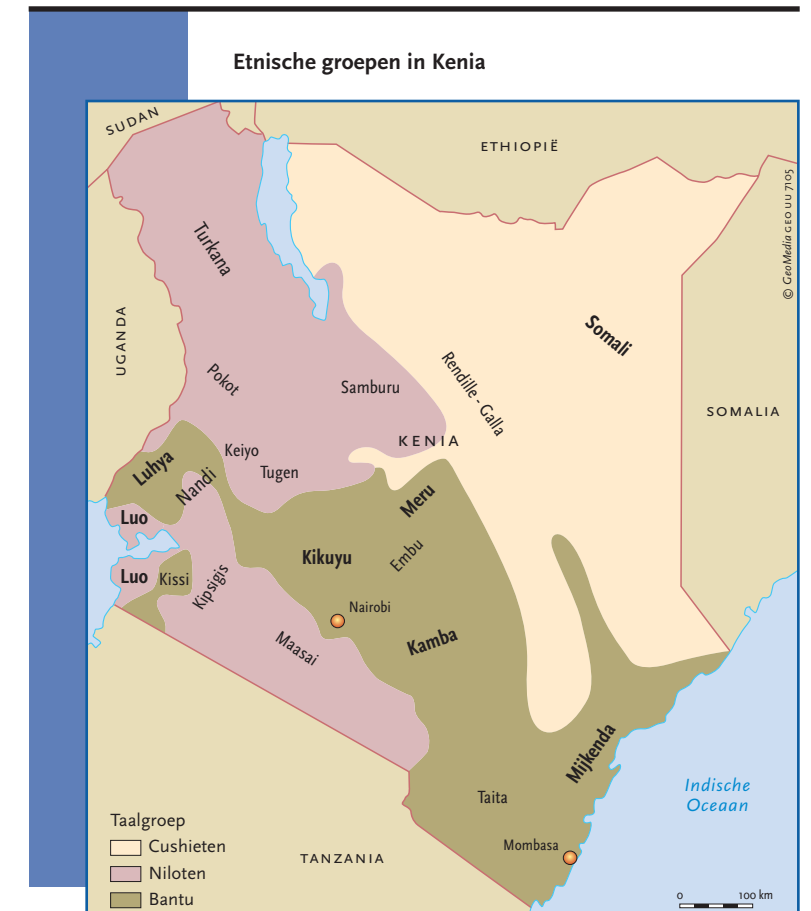 Etnische groepen in Kenia
SUDAN
ETHIOPIË
© GeoMedia GEO UU 7105
Turkana
UGANDA
Somali
Pokot
Samburu
Rendille - Galla
SOMALIA
KENIA
Keiyo
Luhya
Tugen
Nandi
Meru
Luo
Embu
Kikuyu
Luo
Kissi
Kipsigis
Nairobi
Maasai
Kamba
Mijkenda
Indische
Oceaan
Taita
Taalgroep
Mombasa
Cushieten
TANZANIA
Niloten
0 100 km
Bantu